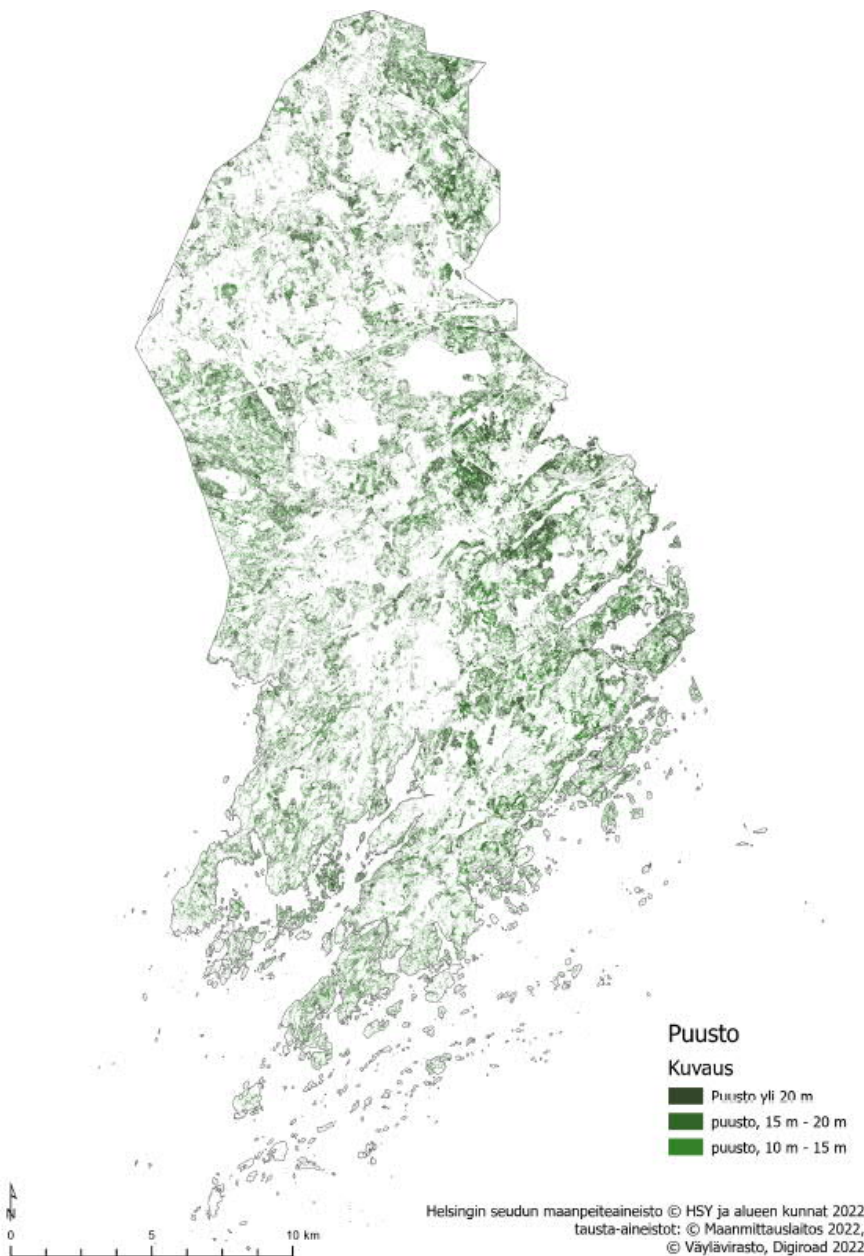 Puusto
Kuvaus
Puusto yli 20 m
puusto, 15 m - 20 m
puusto, 10 m - 15 m
N
0 5 10 km
Helsingin seudun maanpeiteaineisto © HSY ja alueen kunnat 2022
tausta-aineistot: © Maanmittauslaitos 2022,
© Väylävirasto, Digiroad 2022